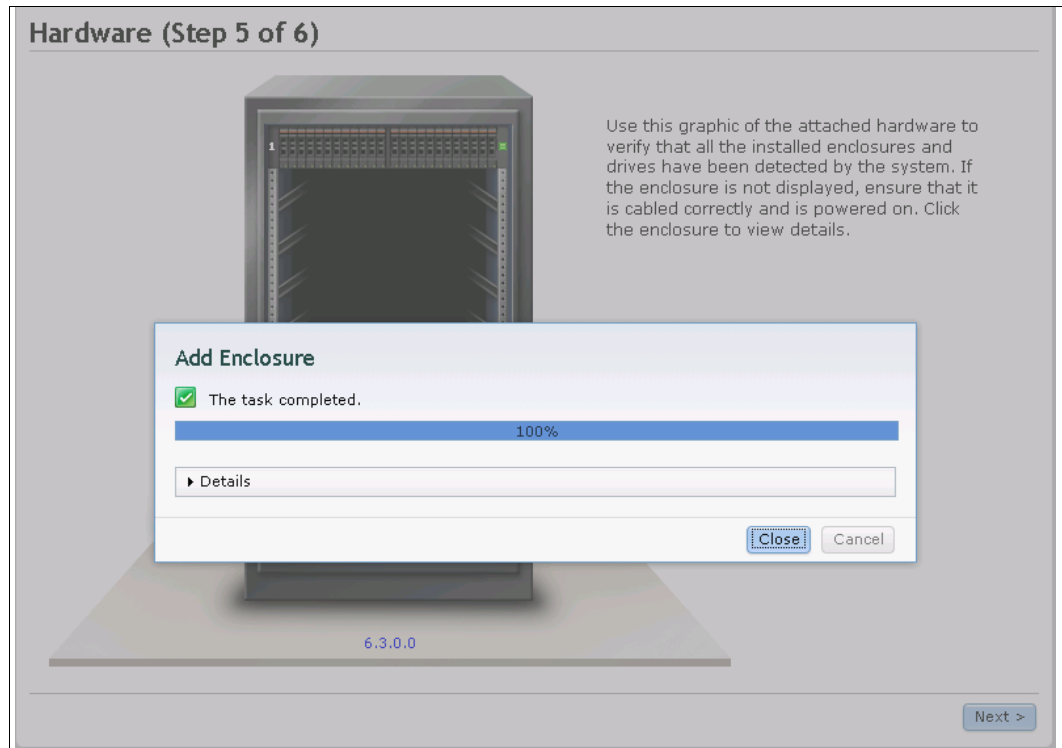 Hardware (Step 5 of 6)
Use this graphic of the attached hardware to
verify that all the installed enclosures and
drives have been detected by the system. If
the enclosure is not displayed, ensure that it
is cabled correctly and is powered on. Click
the enclosure to view details.
1
Add Enclosure
The task completed.
100%
Details
Close
Cancel
6.3.0.0
Next >